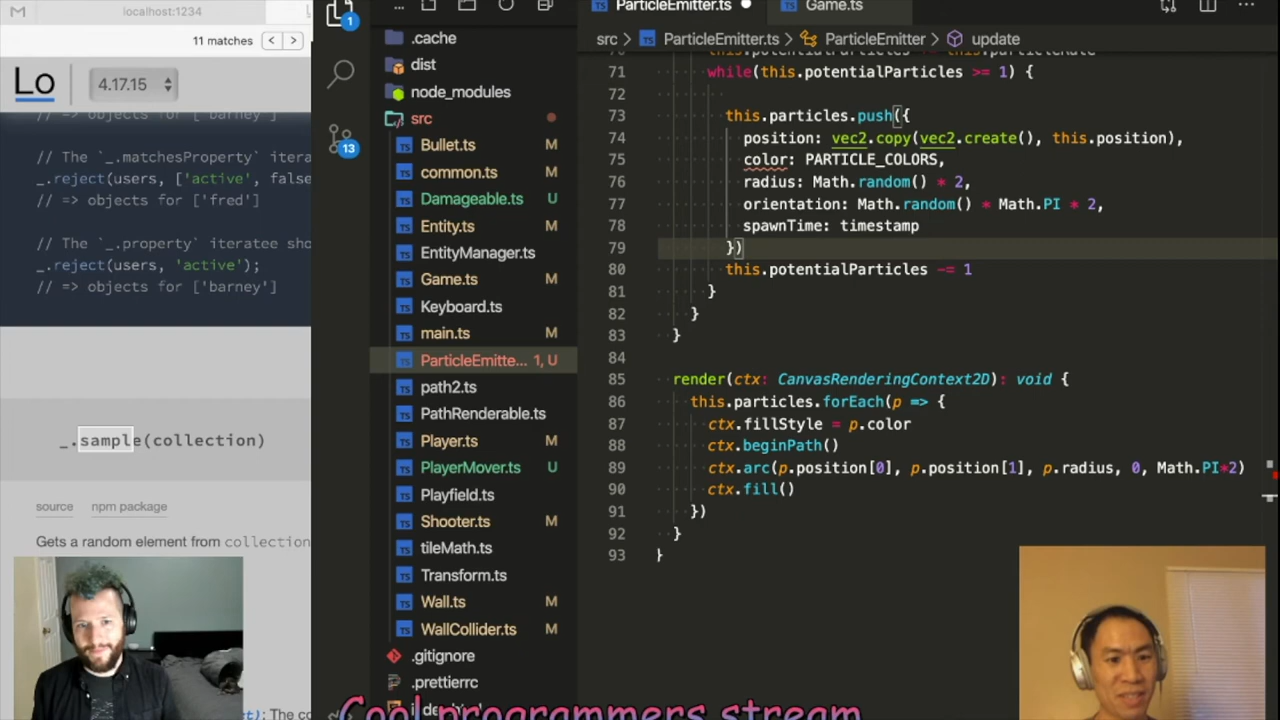 localhost:1234
11 matches
Lo
4.17.15
// => objects for ['barney']
// The `_.matchesProperty` itera
_.reject(users, ['active', false
// => objects for ['fred']
// The `_.property` iteratee sho
_.reject(users, 'active');
// => objects for ['barney']
_.sample(collection)
source npm package
Gets a random element from collection
: The co
1
13
...
.cache
dist
node_modules
src
Bullet.ts M
common.ts M
Damageable.ts U
Entity.ts M
EntityManager.ts
Game.ts M
Keyboard.ts
main.ts M
ParticleEmitte... 1, U
path2.ts
PathRenderable.ts
Player.ts M
PlayerMover.ts U
Playfield.ts
Shooter.ts M
tileMath.ts
Transform.ts
Wall.ts M
WallCollider.ts M
.gitignore
.prettierrc
ParticleEmitter.ts Game.ts
src ParticleEmitter.ts ParticleEmitter update
71 while(this.potentialParticles >= 1) {
72
73 this.particles.push({
74 position: vec2.copy(vec2.create(), this.position),
75 color: PARTICLE_COLORS,
76 radius: Math.random() * 2,
77 orientation: Math.random() * Math.PI * 2,
78 spawnTime: timestamp
79 })
80 this.potentialParticles -= 1
81 }
82 }
83 }
84
85 render(ctx: CanvasRenderingContext2D): void {
86 this.particles.forEach(p => {
87 ctx.fillStyle = p.color
88 ctx.beginPath()
89 ctx.arc(p.position[0], p.position[1], p.radius, 0, Math.PI*2)
90 ctx.fill()
91 })
92 }
93 }
Cool programmers stream